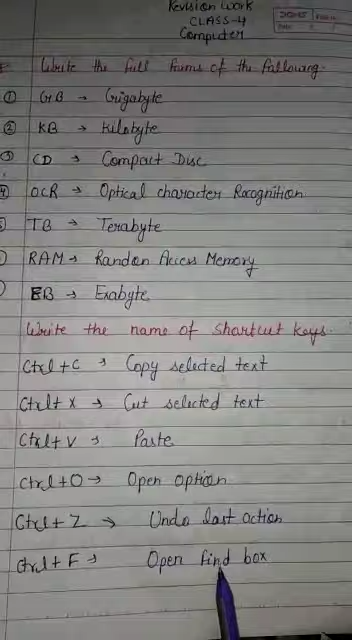 Revision Work
CLASS-4
Computer
Write the full forms of the following.
① GB → Gigabyte
② KB → Kilobyte
③ CD → Compact Disc
④ OCR → Optical character Recognition
TB → Terabyte
RAM → Randon Access Memory
EB → Exabyte
Write the name of shortcut keys.
Ctrl + C → Copy selected text
Ctrl + X → Cut selected text
Ctrl + V → Paste
Ctrl + O → Open option
Ctrl + Z → Undo last action
Ctrl + F → Open find box